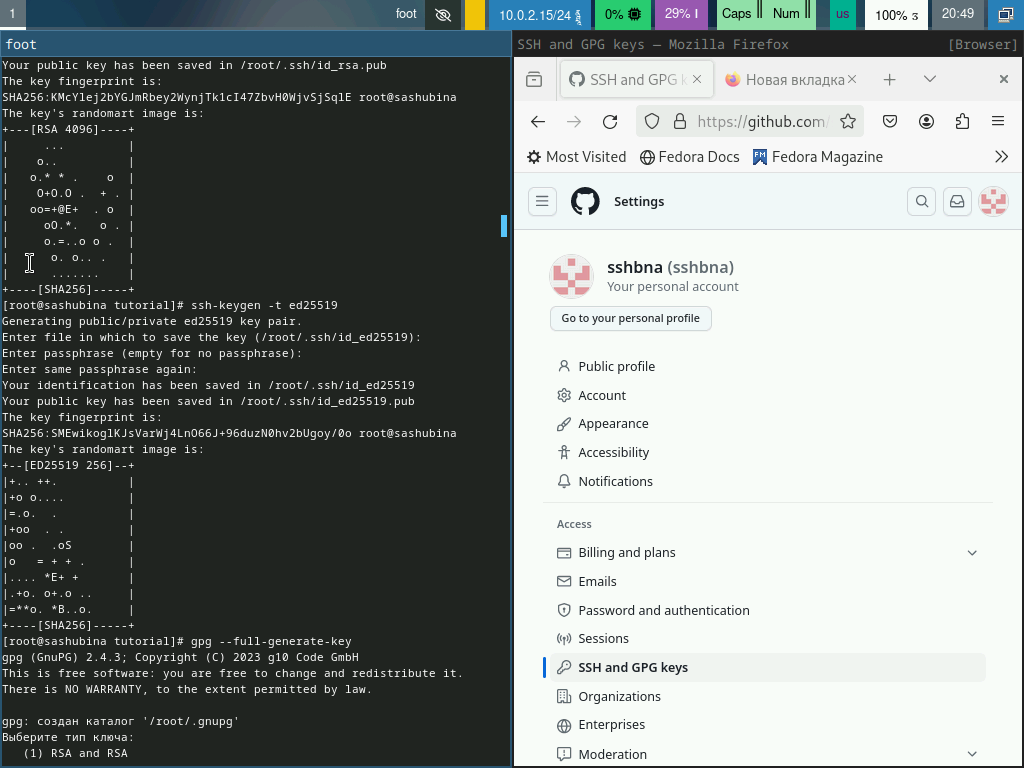 1
foot
10.0.2.15/24
0%
29%
Caps
Num
us
100%
20:49
foot
Your public key has been saved in /root/.ssh/id_rsa.pub
The key fingerprint is:
SHA256:KMcYlej2bYGJmRbey2WynjTk1cI47ZbvH0WjvSjSqlE root@sashubina
The key's randomart image is:
+---[RSA 4096]----+
|     ...         |
|    o..          |
|   o.* * .    o  |
|    O+O.O .  + . |
|   oo=+@E+  . o  |
|     oO.*.   o . |
|     o.=..o o .  |
|      o. o.. .   |
|      .......    |
+----[SHA256]-----+
[root@sashubina tutorial]# ssh-keygen -t ed25519
Generating public/private ed25519 key pair.
Enter file in which to save the key (/root/.ssh/id_ed25519):
Enter passphrase (empty for no passphrase):
Enter same passphrase again:
Your identification has been saved in /root/.ssh/id_ed25519
Your public key has been saved in /root/.ssh/id_ed25519.pub
The key fingerprint is:
SHA256:SMEwikoglKJsVarWj4LnO66J+96duzN0hv2bUgoy/0o root@sashubina
The key's randomart image is:
+--[ED25519 256]--+
|+.. ++.          |
|+o o....         |
|=.o.  .          |
|+oo  . .         |
|oo .  .oS        |
|o   = + + .      |
|.... *E+ +       |
|.+o. o+.o ..     |
|=**o. *B..o.     |
+----[SHA256]-----+
[root@sashubina tutorial]# gpg --full-generate-key
gpg (GnuPG) 2.4.3; Copyright (C) 2023 g10 Code GmbH
This is free software: you are free to change and redistribute it.
There is NO WARRANTY, to the extent permitted by law.
gpg: создан каталог '/root/.gnupg'
Выберите тип ключа:
   (1) RSA and RSA
SSH and GPG keys — Mozilla Firefox
[Browser]
SSH and GPG k
Новая вкладка
https://github.com/
Most Visited
Fedora Docs
FM
Fedora Magazine
Settings
sshbna (sshbna)
Your personal account
Go to your personal profile
Public profile
Account
Appearance
Accessibility
Notifications
Access
Billing and plans
Emails
Password and authentication
Sessions
SSH and GPG keys
Organizations
Enterprises
Moderation